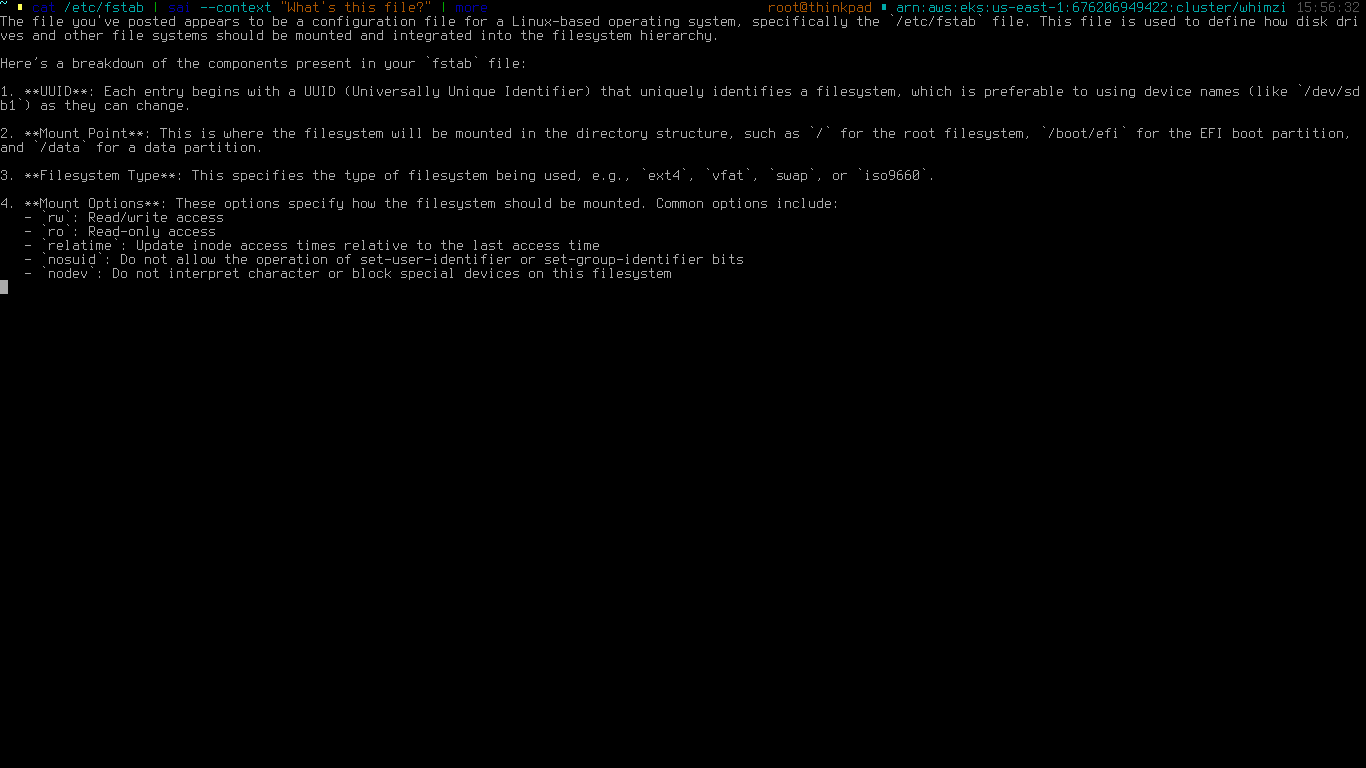 ~ cat /etc/fstab | sai --context "What's this file?" | more root@thinkpad arn:aws:eks:us-east-1:676206949422:cluster/whimzi 15:56:32
The file you've posted appears to be a configuration file for a Linux-based operating system, specifically the `/etc/fstab` file. This file is used to define how disk dri
ves and other file systems should be mounted and integrated into the filesystem hierarchy.
Here's a breakdown of the components present in your `fstab` file:
1. **UUID**: Each entry begins with a UUID (Universally Unique Identifier) that uniquely identifies a filesystem, which is preferable to using device names (like `/dev/sd
b1`) as they can change.
2. **Mount Point**: This is where the filesystem will be mounted in the directory structure, such as `/` for the root filesystem, `/boot/efi` for the EFI boot partition,
and `/data` for a data partition.
3. **Filesystem Type**: This specifies the type of filesystem being used, e.g., `ext4`, `vfat`, `swap`, or `iso9660`.
4. **Mount Options**: These options specify how the filesystem should be mounted. Common options include:
- `rw`: Read/write access
- `ro`: Read-only access
- `relatime`: Update inode access times relative to the last access time
- `nosuid`: Do not allow the operation of set-user-identifier or set-group-identifier bits
- `nodev`: Do not interpret character or block special devices on this filesystem